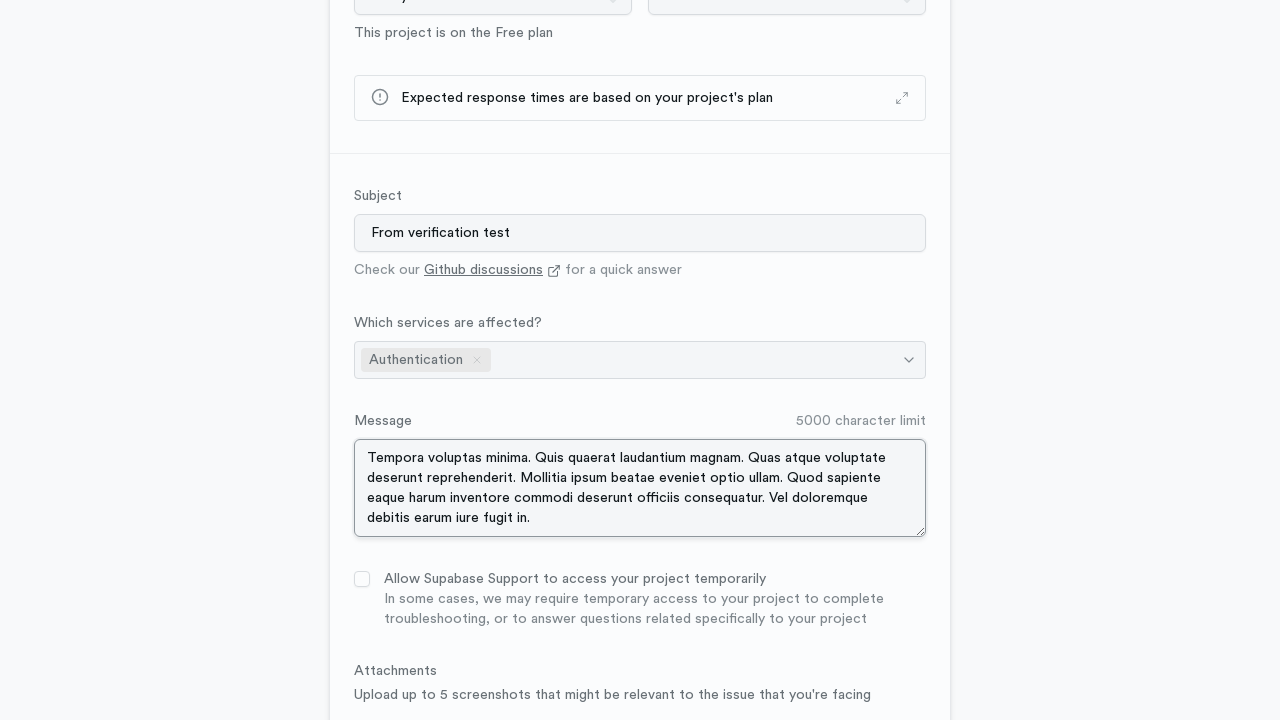 This project is on the Free plan
Expected response times are based on your project's plan
Subject
From verification test
Check our Github discussions for a quick answer
Which services are affected?
Authentication
Message 5000 character limit
Tempora voluptas minima. Quis quaerat laudantium magnam. Quas atque voluptate
deserunt reprehenderit. Mollitia ipsum beatae eveniet optio ullam. Quod sapiente
eaque harum inventore commodi deserunt officiis consequatur. Vel doloremque
debitis earum iure fugit in.
Allow Supabase Support to access your project temporarily
In some cases, we may require temporary access to your project to complete
troubleshooting, or to answer questions related specifically to your project
Attachments
Upload up to 5 screenshots that might be relevant to the issue that you're facing